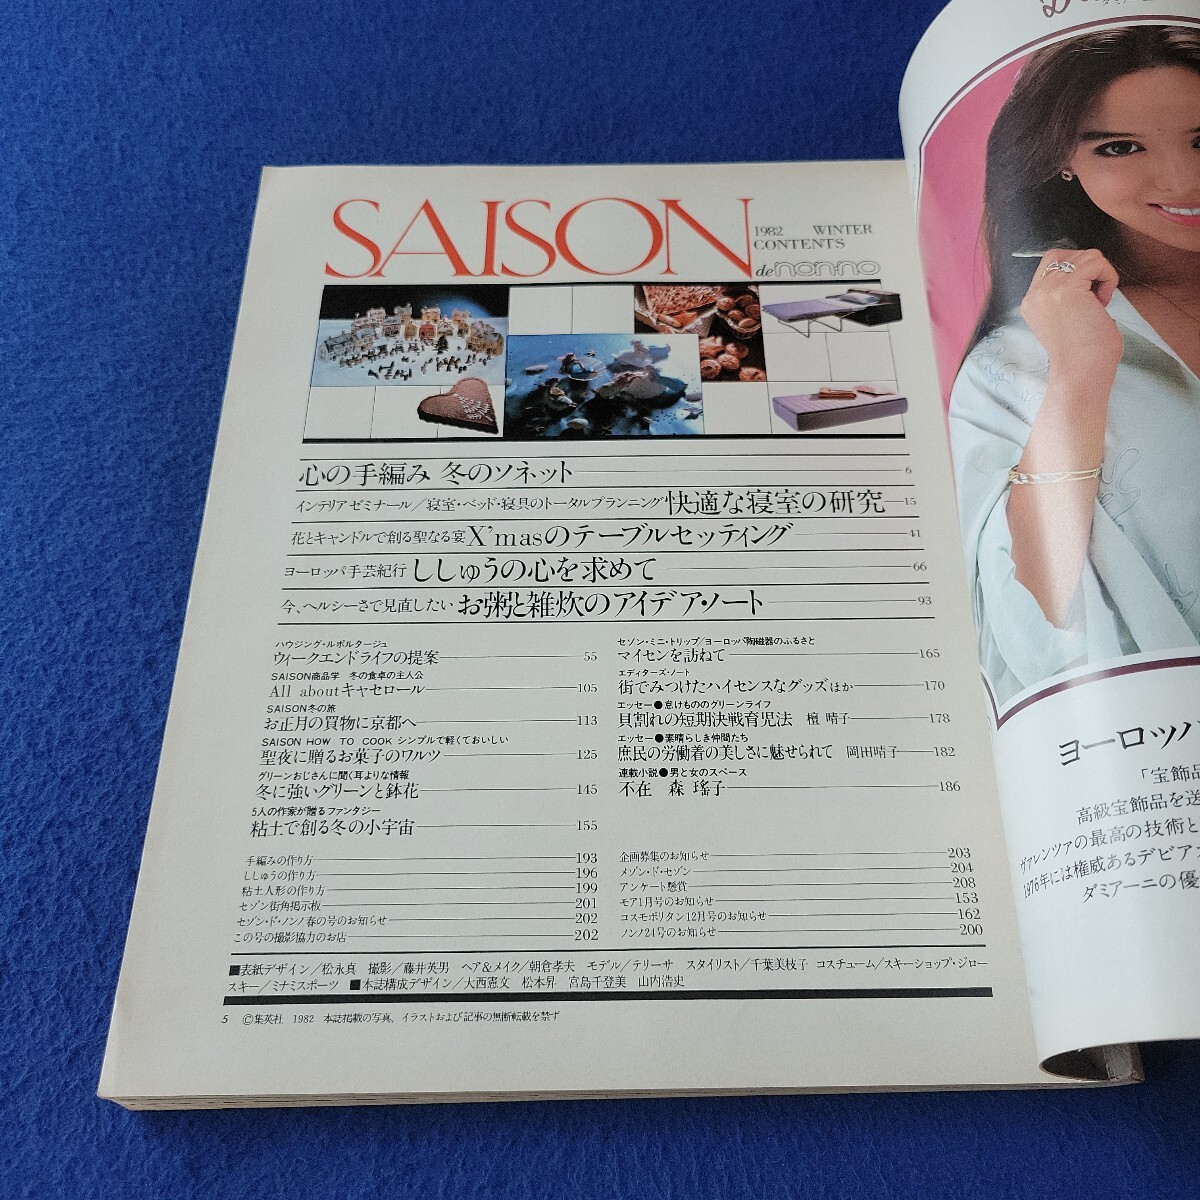 SAISON
1982 WINTER
CONTENTS
de non-no
心の手編み 冬のソネット 6
インテリアゼミナール／寝室・ベッド・寝具のトータルプランニング 快適な寝室の研究 15
花とキャンドルで創る聖なる宴 X'masのテーブルセッティング 41
ヨーロッパ手芸紀行 ししゅうの心を求めて 66
今、ヘルシーさで見直したい お粥と雑炊のアイデア・ノート 93
ハウジング・ルポルタージュ
ウィークエンドライフの提案 55
SAISON商品学 冬の食卓の主人公
All aboutキャセロール 105
SAISON冬の旅
お正月の買物に京都へ 113
SAISON HOW TO COOK シンプルで軽くておいしい
聖夜に贈るお菓子のワルツ 125
グリーンおじさんに聞く耳よりな情報
冬に強いグリーンと鉢花 145
5人の作家が贈るファンタジー
粘土で創る冬の小宇宙 155
セゾン・ミニ・トリップ／ヨーロッパ陶磁器のふるさと
マイセンを訪ねて 165
エディターズ・ノート
街でみつけたハイセンスなグッズほか 170
エッセー●怠けもののグリーンライフ
貝割れの短期決戦育児法 檀 晴子 178
エッセー●素晴らしき仲間たち
庶民の労働着の美しさに魅せられて 岡田晴子 182
連載小説●男と女のスペース
不在 森 瑤子 186
手編みの作り方 193
ししゅうの作り方 196
粘土人形の作り方 199
セゾン街角掲示板 201
セゾン・ド・ノンノ春の号のお知らせ 202
この号の撮影協力のお店 202
企画募集のお知らせ 203
メゾン・ド・セゾン 204
アンケート懸賞 208
モア1月号のお知らせ 153
コスモポリタン12月号のお知らせ 162
ノンノ24号のお知らせ 200
■表紙デザイン／松永真 撮影／藤井英男 ヘア&メイク／朝倉孝夫 モデル／テリーサ スタイリスト／千葉美枝子 コスチューム／スキーショップ・ジロー
スキー／ミナミスポーツ ■本誌構成デザイン／大西憲文 松本昇 宮島千登美 山内浩史
5 ©集英社 1982 本誌掲載の写真、イラストおよび記事の無断転載を禁ず
ヨーロッパ
「宝飾品
高級宝飾品を送
ヴァレンツァの最高の技術と
1976年には権威あるデビアス
ダミアーニの優